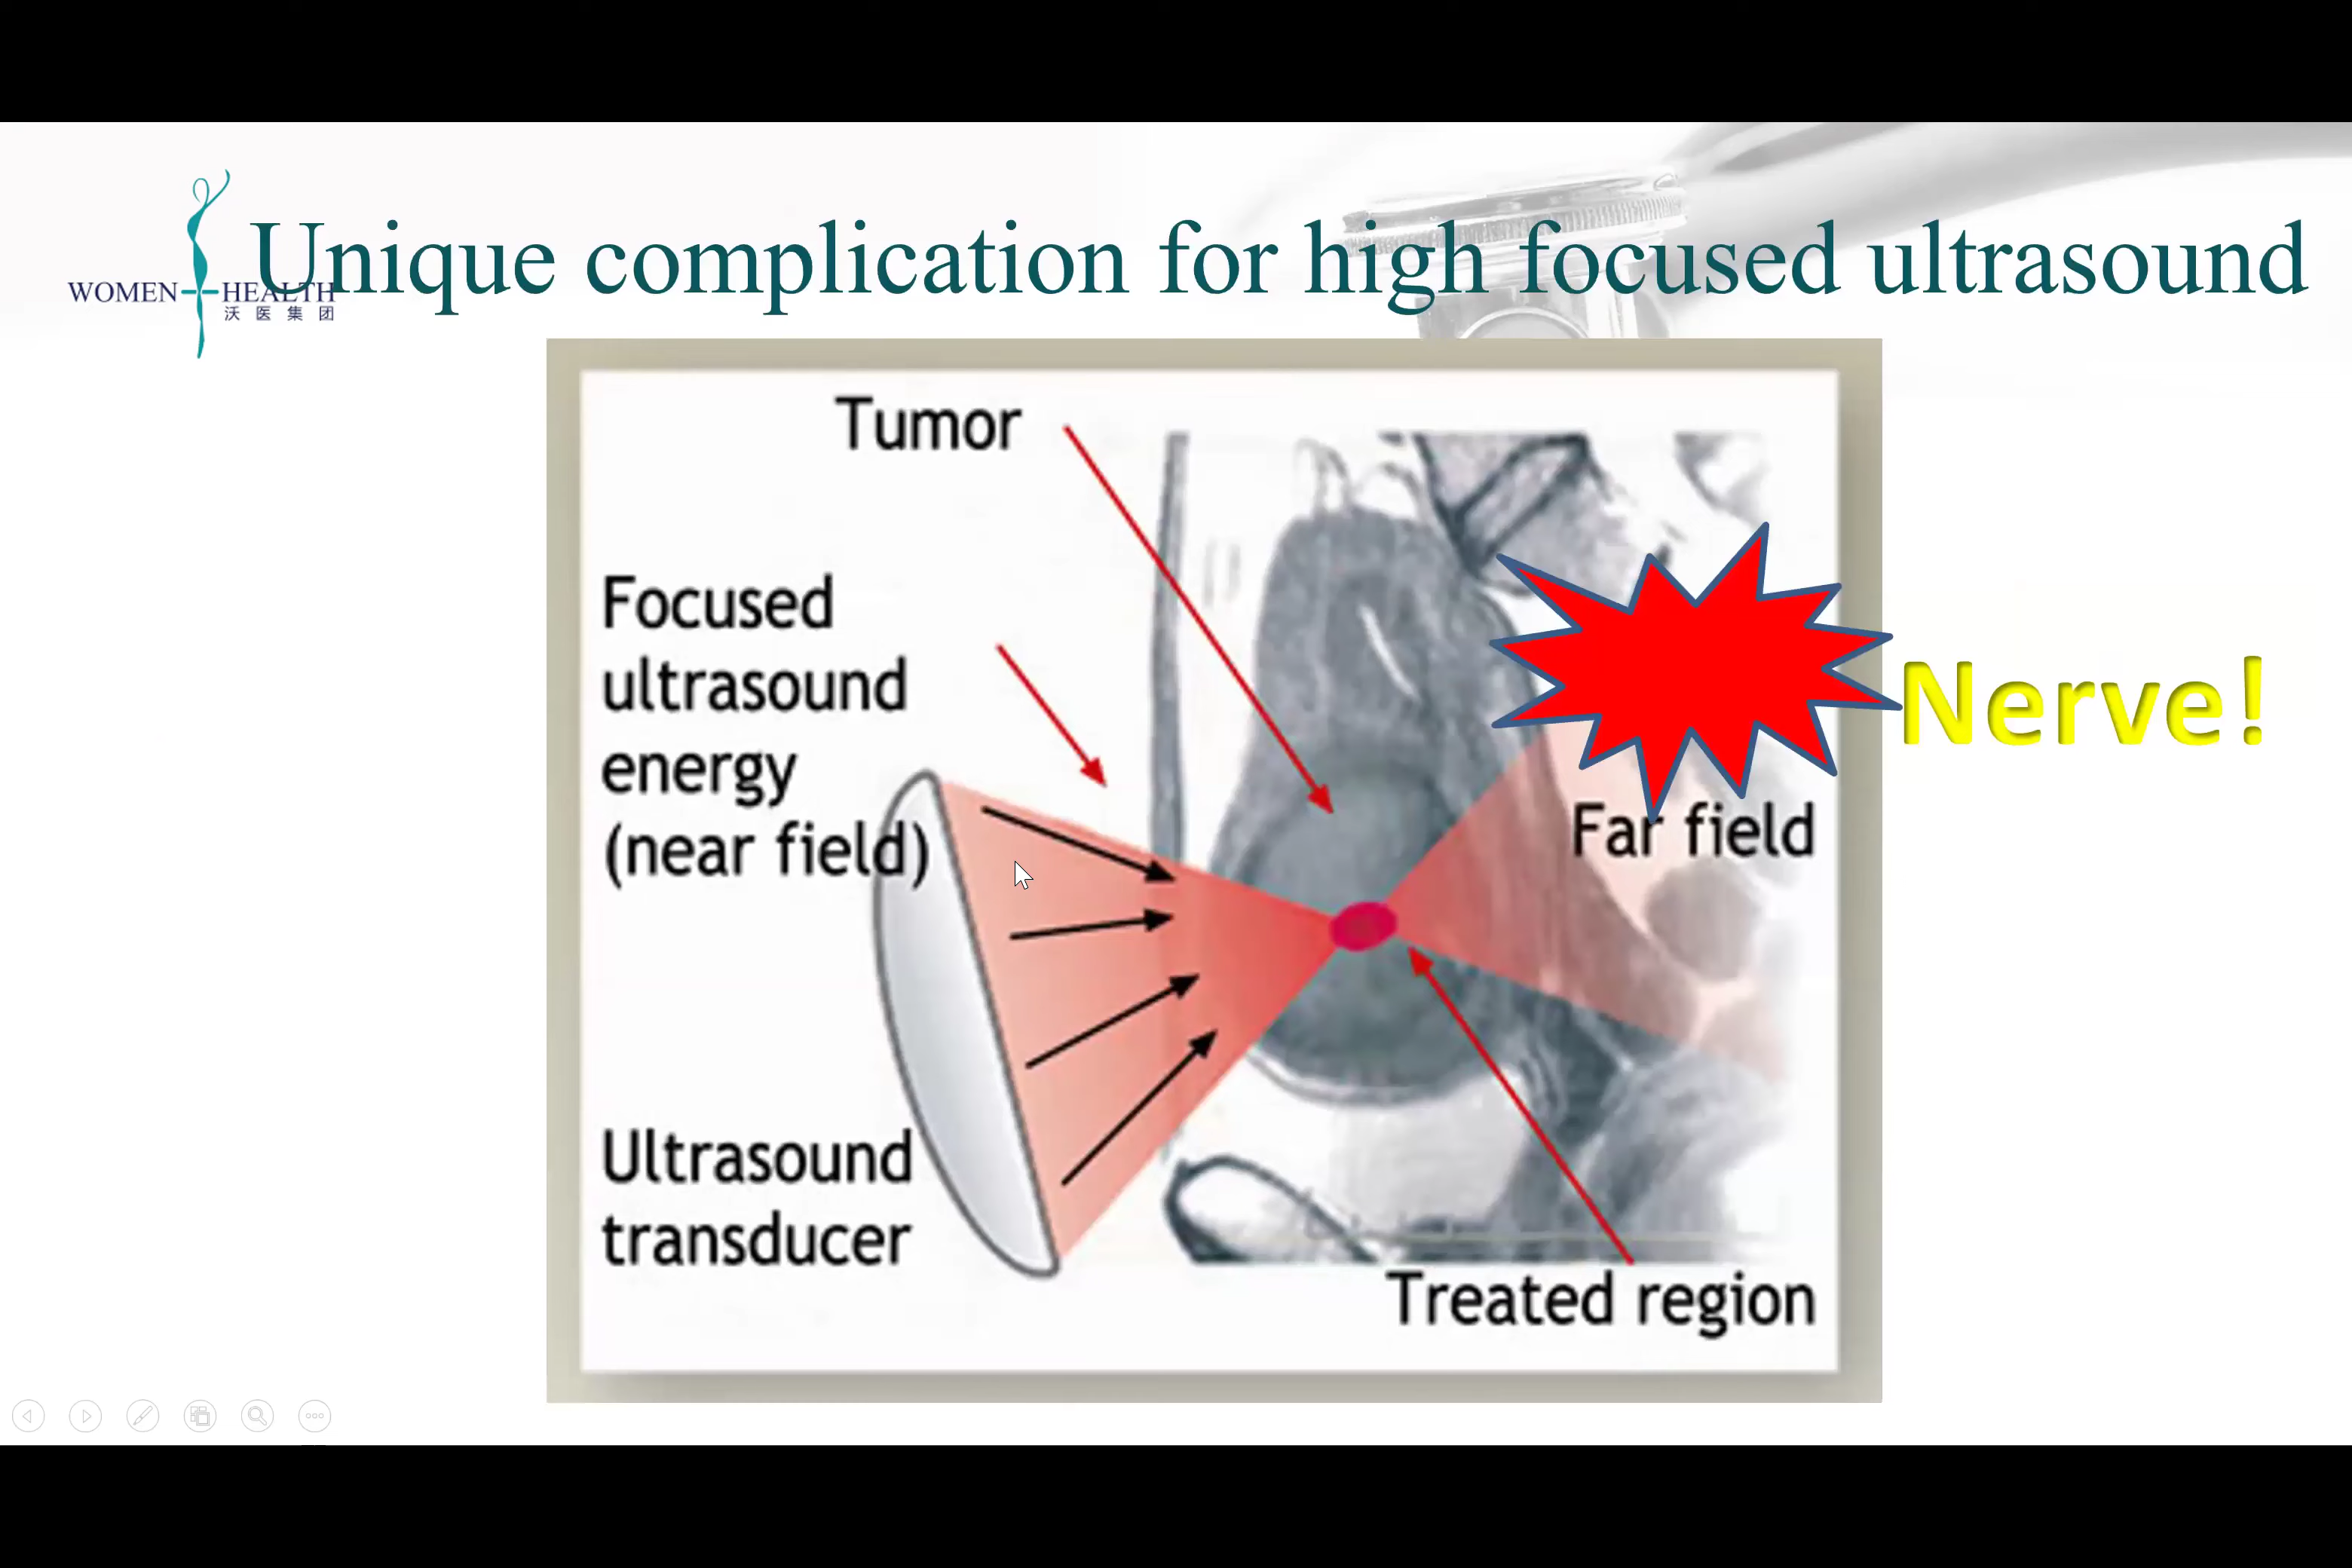 Unique complication for high focused ultrasound
WOMEN HEALTH
沃医集团
Tumor
Focused
ultrasound
energy
(near field)
Nerve!
Far field
Ultrasound
transducer
Treated region